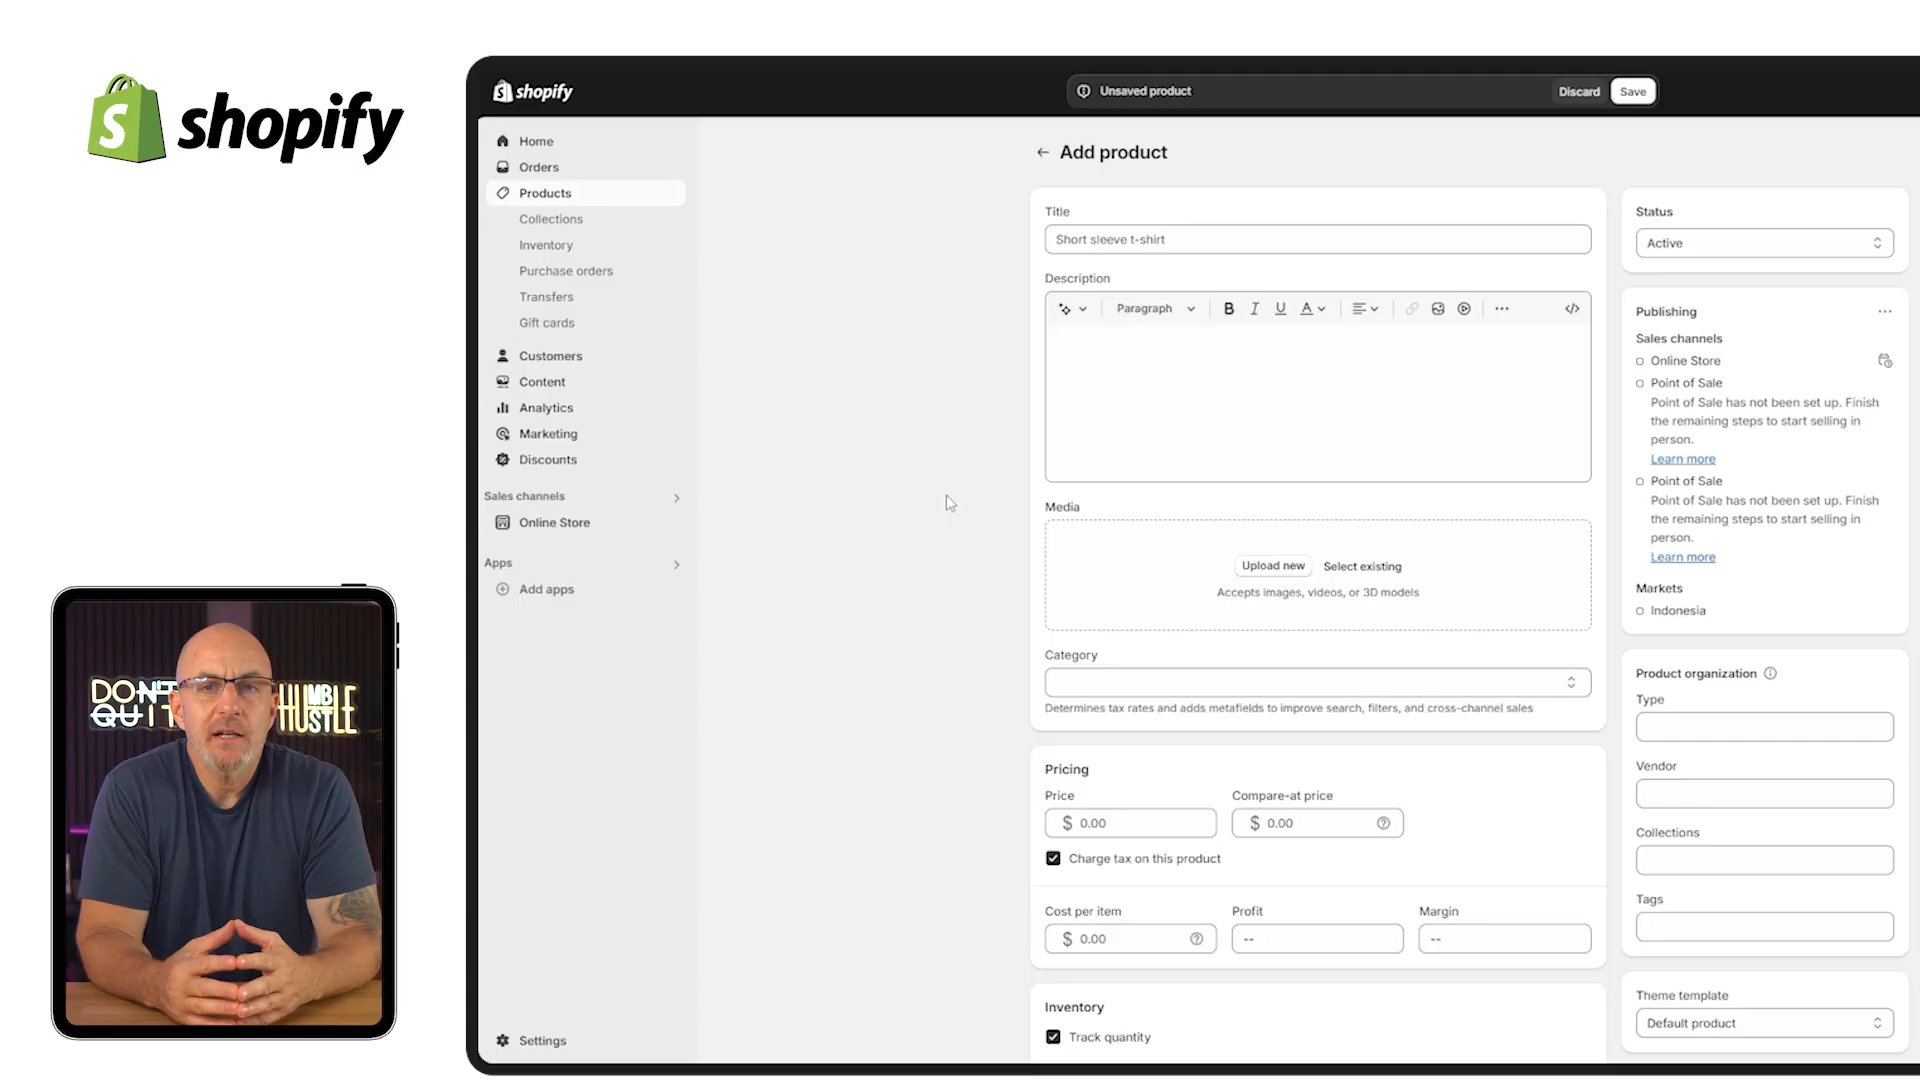 shopify
shopify
Unsaved product
Discard
Save
Home
Orders
Products
Collections
Inventory
Purchase orders
Transfers
Gift cards
Customers
Content
Analytics
Marketing
Discounts
Sales channels
Online Store
Apps
Add apps
Settings
Add product
Title
Short sleeve t-shirt
Description
Paragraph
B I U A
Media
Upload new Select existing
Accepts images, videos, or 3D models
Category
Determines tax rates and adds metafields to improve search, filters, and cross-channel sales
Pricing
Price Compare-at price
$ 0.00 $ 0.00
Charge tax on this product
Cost per item Profit Margin
$ 0.00 -- --
Inventory
Track quantity
Status
Active
Publishing
Sales channels
Online Store
Point of Sale
Point of Sale has not been set up. Finish
the remaining steps to start selling in
person.
Learn more
Point of Sale
Point of Sale has not been set up. Finish
the remaining steps to start selling in
person.
Learn more
Markets
Indonesia
Product organization
Type
Vendor
Collections
Tags
Theme template
Default product
DON'T
QUIT
HUMBLE
HUSTLE